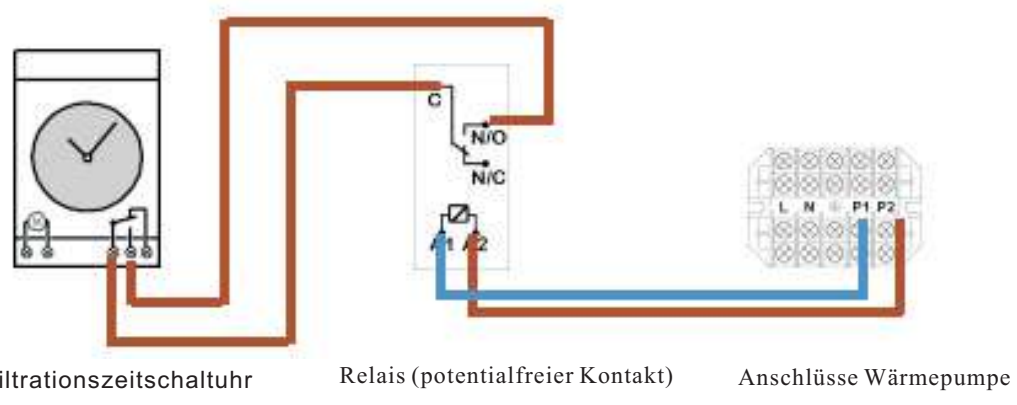 C
N/O
N/C
A1 A2
L N ⏚ P1 P2
iltrationszeitschaltuhr
Relais (potentialfreier Kontakt)
Anschlüsse Wärmepumpe